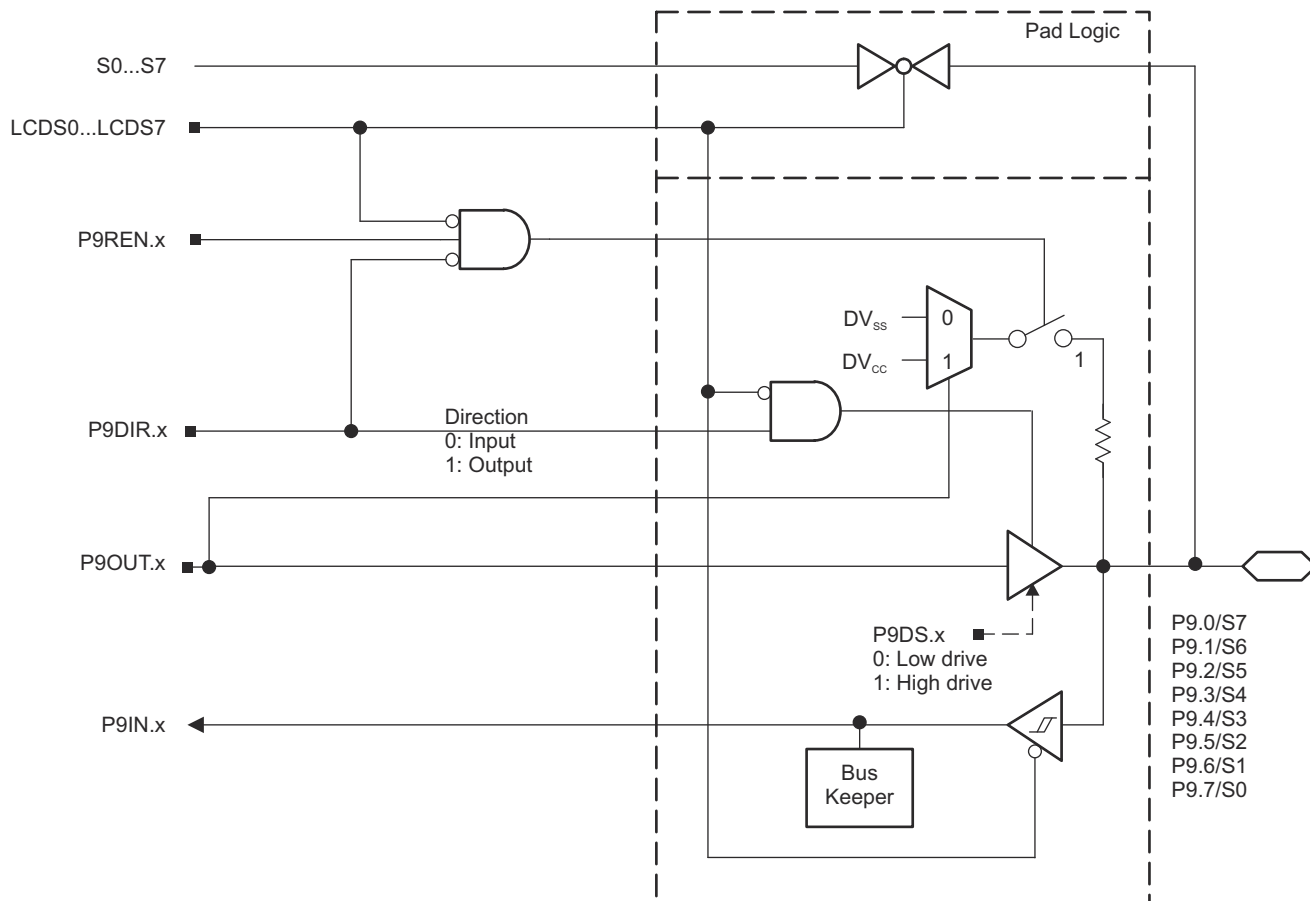 Pad Logic
S0...S7
LCDS0...LCDS7
P9REN.x
DVSS
0
DVCC
1
1
P9DIR.x
Direction
0: Input
1: Output
P9OUT.x
P9DS.x
0: Low drive
1: High drive
P9IN.x
Bus
Keeper
P9.0/S7
P9.1/S6
P9.2/S5
P9.3/S4
P9.4/S3
P9.5/S2
P9.6/S1
P9.7/S0